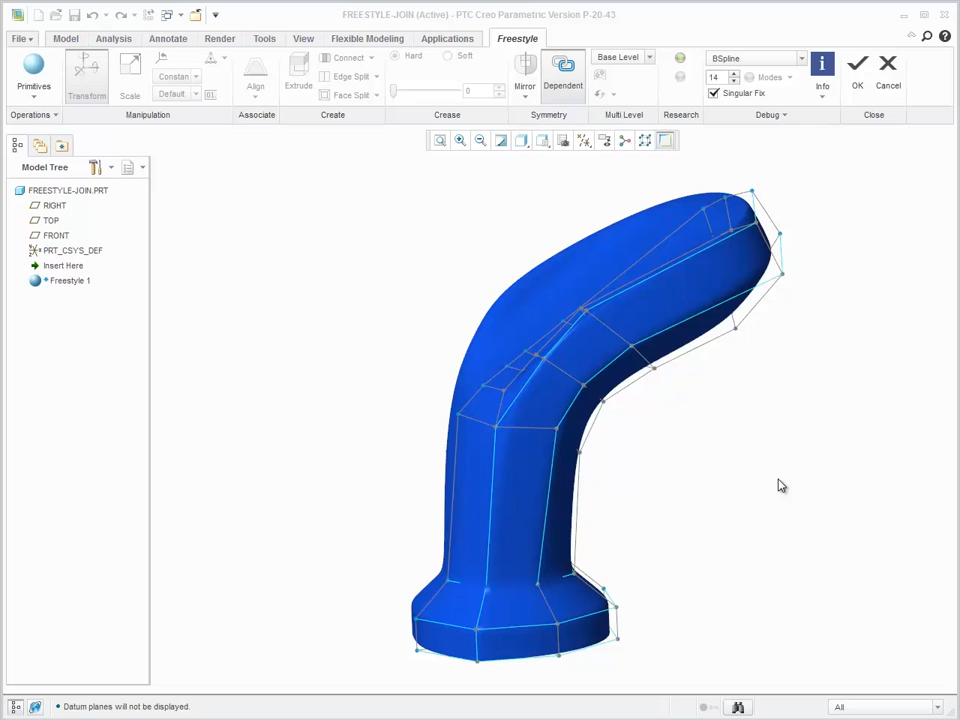 FREESTYLE-JOIN (Active) - PTC Creo Parametric Version P-20-43
File Model Analysis Annotate Render Tools View Flexible Modeling Applications Freestyle
Primitives
Transform
Scale
Constan
Default
Align
Extrude
Connect
Edge Split
Face Split
Hard Soft
0
Mirror
Dependent
Base Level
BSpline
14 Modes
Singular Fix
Info
OK
Cancel
Operations Manipulation Associate Create Crease Symmetry Multi Level Research Debug Close
Model Tree
FREESTYLE-JOIN.PRT
RIGHT
TOP
FRONT
PRT_CSYS_DEF
Insert Here
Freestyle 1
• Datum planes will not be displayed.
All